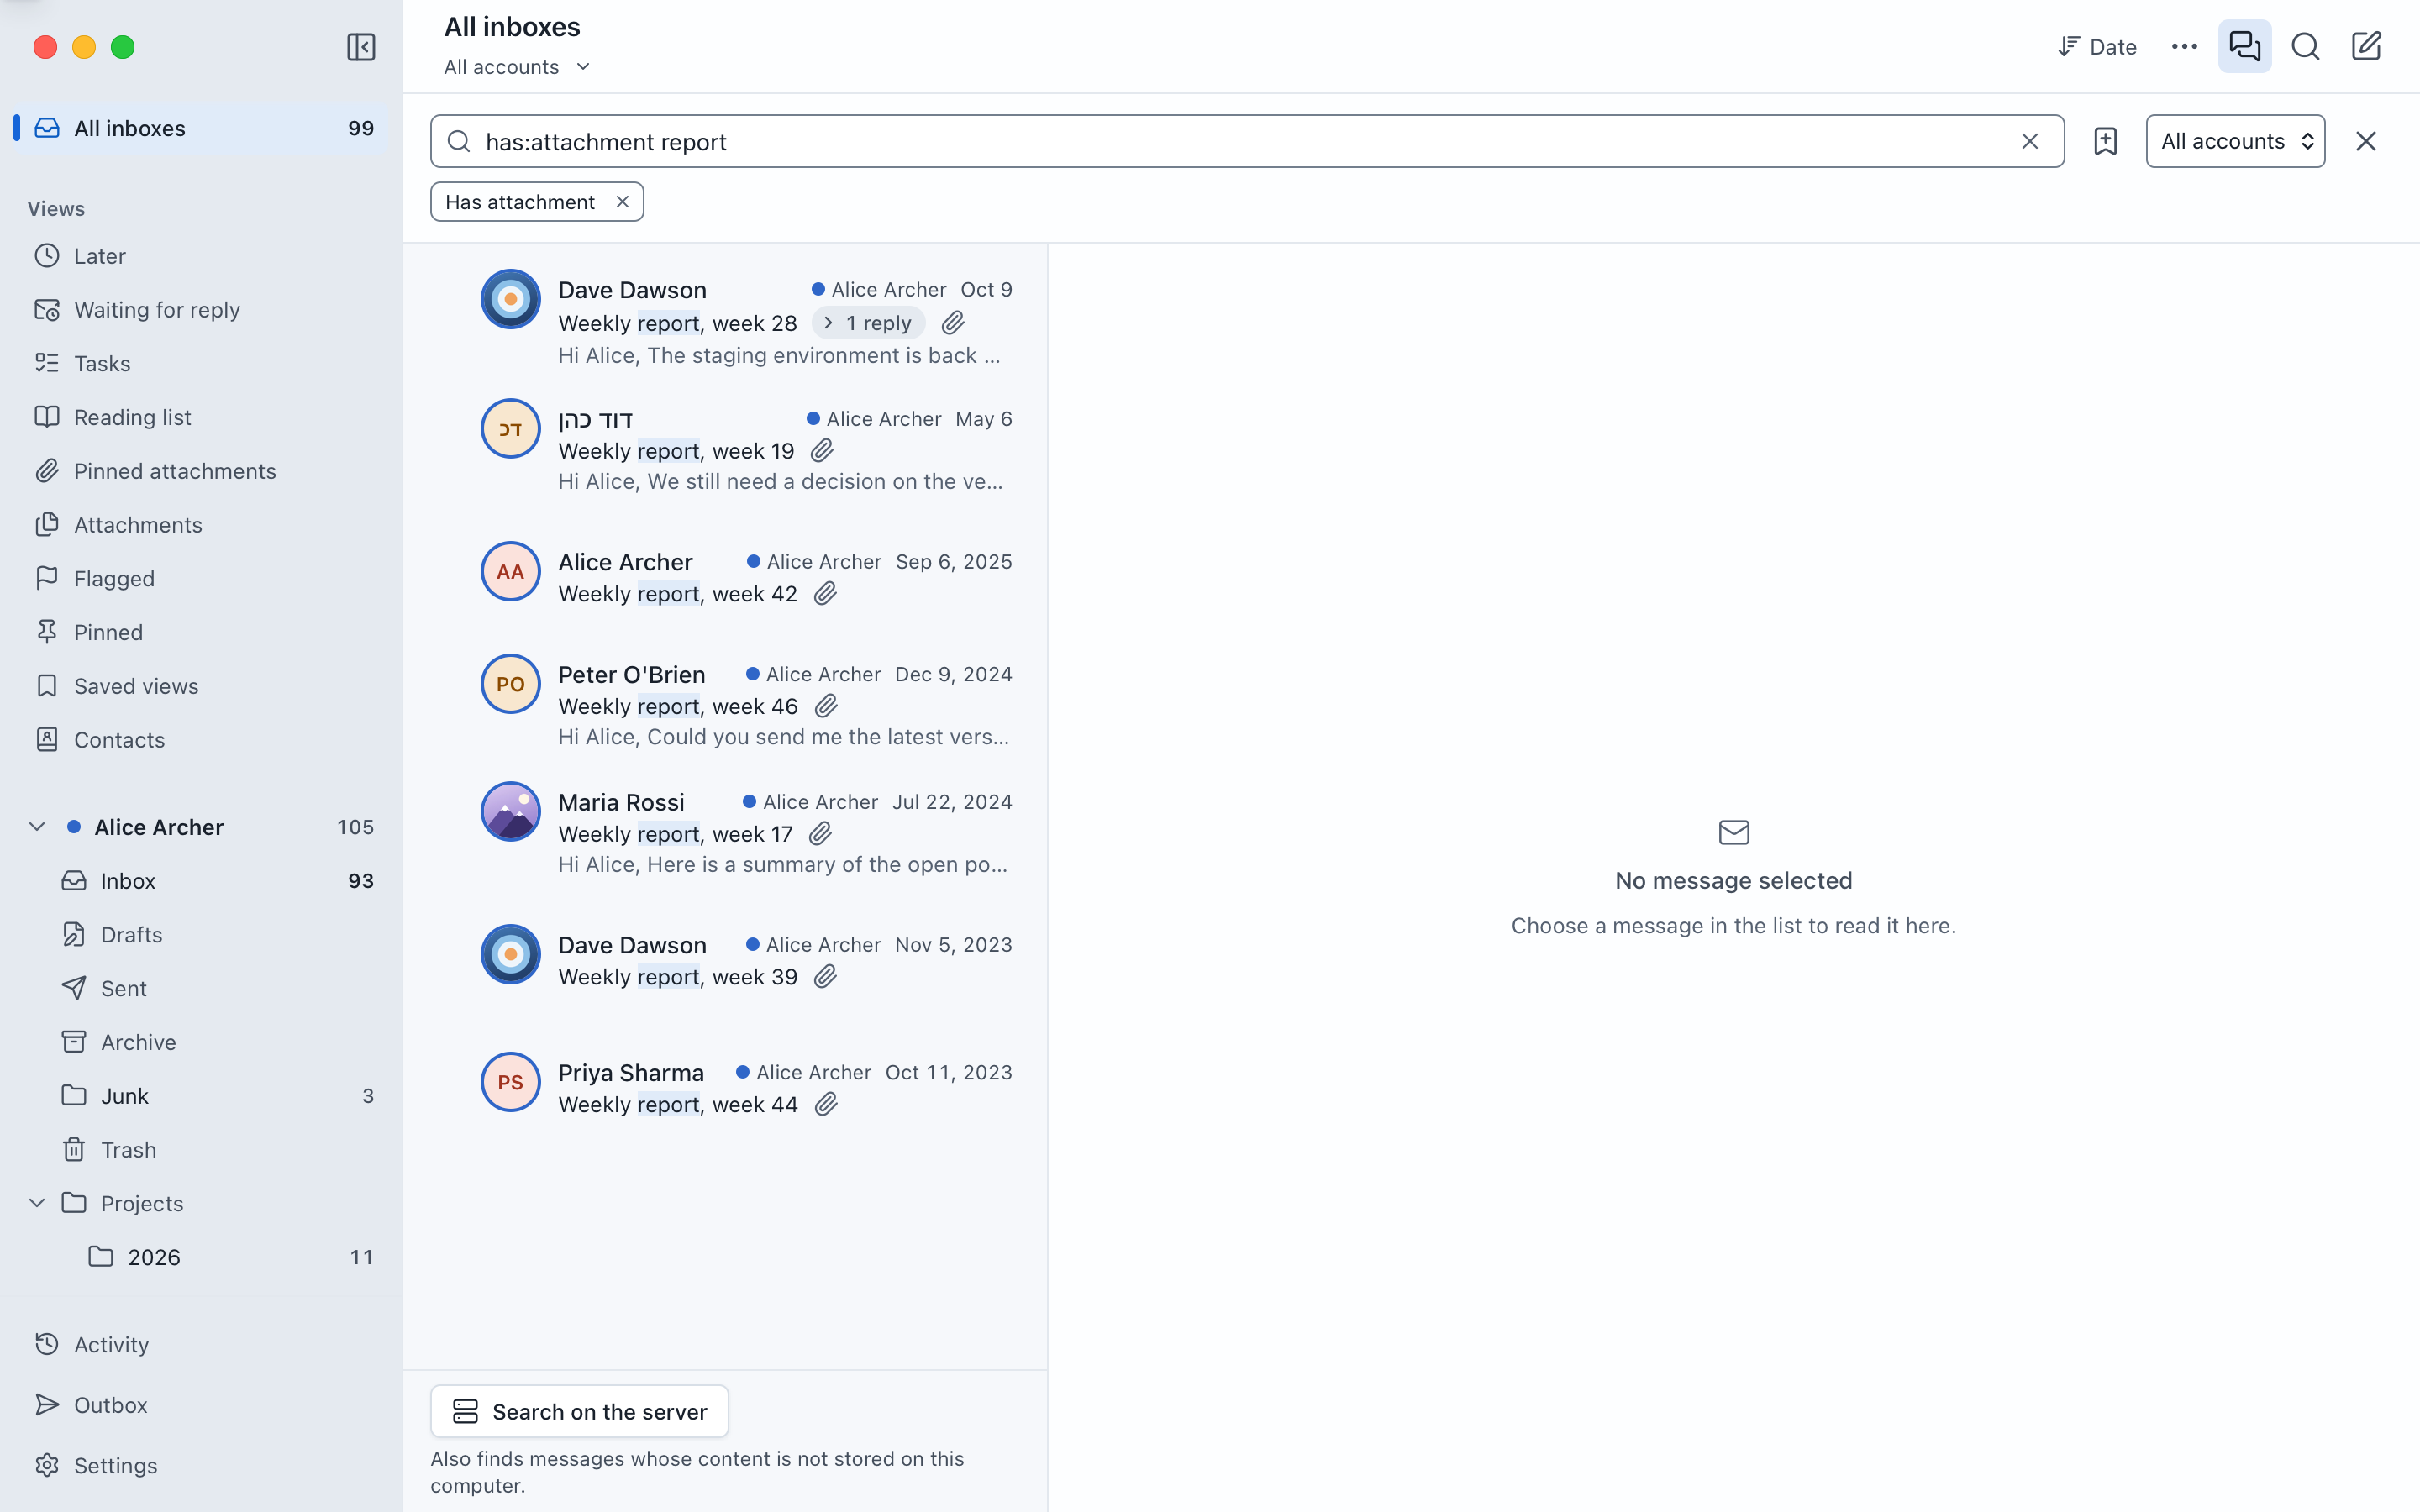 All inboxes
All accounts
Date
All inboxes 99
has:attachment report
All accounts
Has attachment
Views
Later
Waiting for reply
Tasks
Reading list
Pinned attachments
Attachments
Flagged
Pinned
Saved views
Contacts
Alice Archer 105
Inbox 93
Drafts
Sent
Archive
Junk 3
Trash
Projects
2026 11
Activity
Outbox
Settings
Dave Dawson Alice Archer Oct 9
Weekly report, week 28 1 reply
Hi Alice, The staging environment is back ...
דכ
דוד כהן Alice Archer May 6
Weekly report, week 19
Hi Alice, We still need a decision on the ve...
AA
Alice Archer Alice Archer Sep 6, 2025
Weekly report, week 42
PO
Peter O'Brien Alice Archer Dec 9, 2024
Weekly report, week 46
Hi Alice, Could you send me the latest vers...
Maria Rossi Alice Archer Jul 22, 2024
Weekly report, week 17
Hi Alice, Here is a summary of the open po...
Dave Dawson Alice Archer Nov 5, 2023
Weekly report, week 39
PS
Priya Sharma Alice Archer Oct 11, 2023
Weekly report, week 44
Search on the server
Also finds messages whose content is not stored on this
computer.
No message selected
Choose a message in the list to read it here.